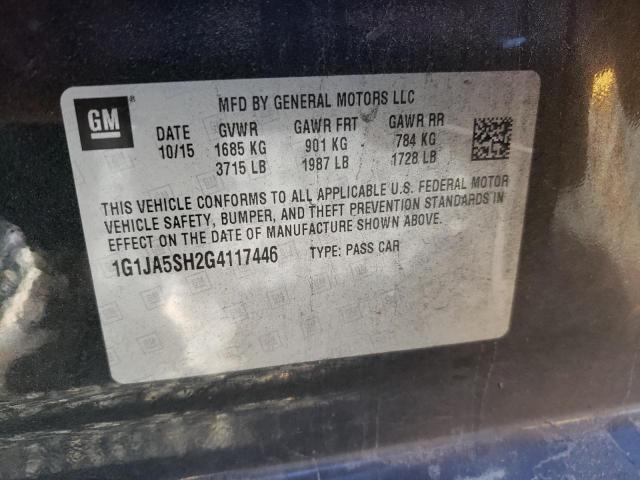 GM
MFD BY GENERAL MOTORS LLC
DATE GVWR GAWR FRT GAWR RR
10/15 1685 KG 901 KG 784 KG
3715 LB 1987 LB 1728 LB
THIS VEHICLE CONFORMS TO ALL APPLICABLE U.S. FEDERAL MOTOR
VEHICLE SAFETY, BUMPER, AND THEFT PREVENTION STANDARDS IN
EFFECT ON THE DATE OF MANUFACTURE SHOWN ABOVE.
1G1JA5SH2G4117446 TYPE: PASS CAR